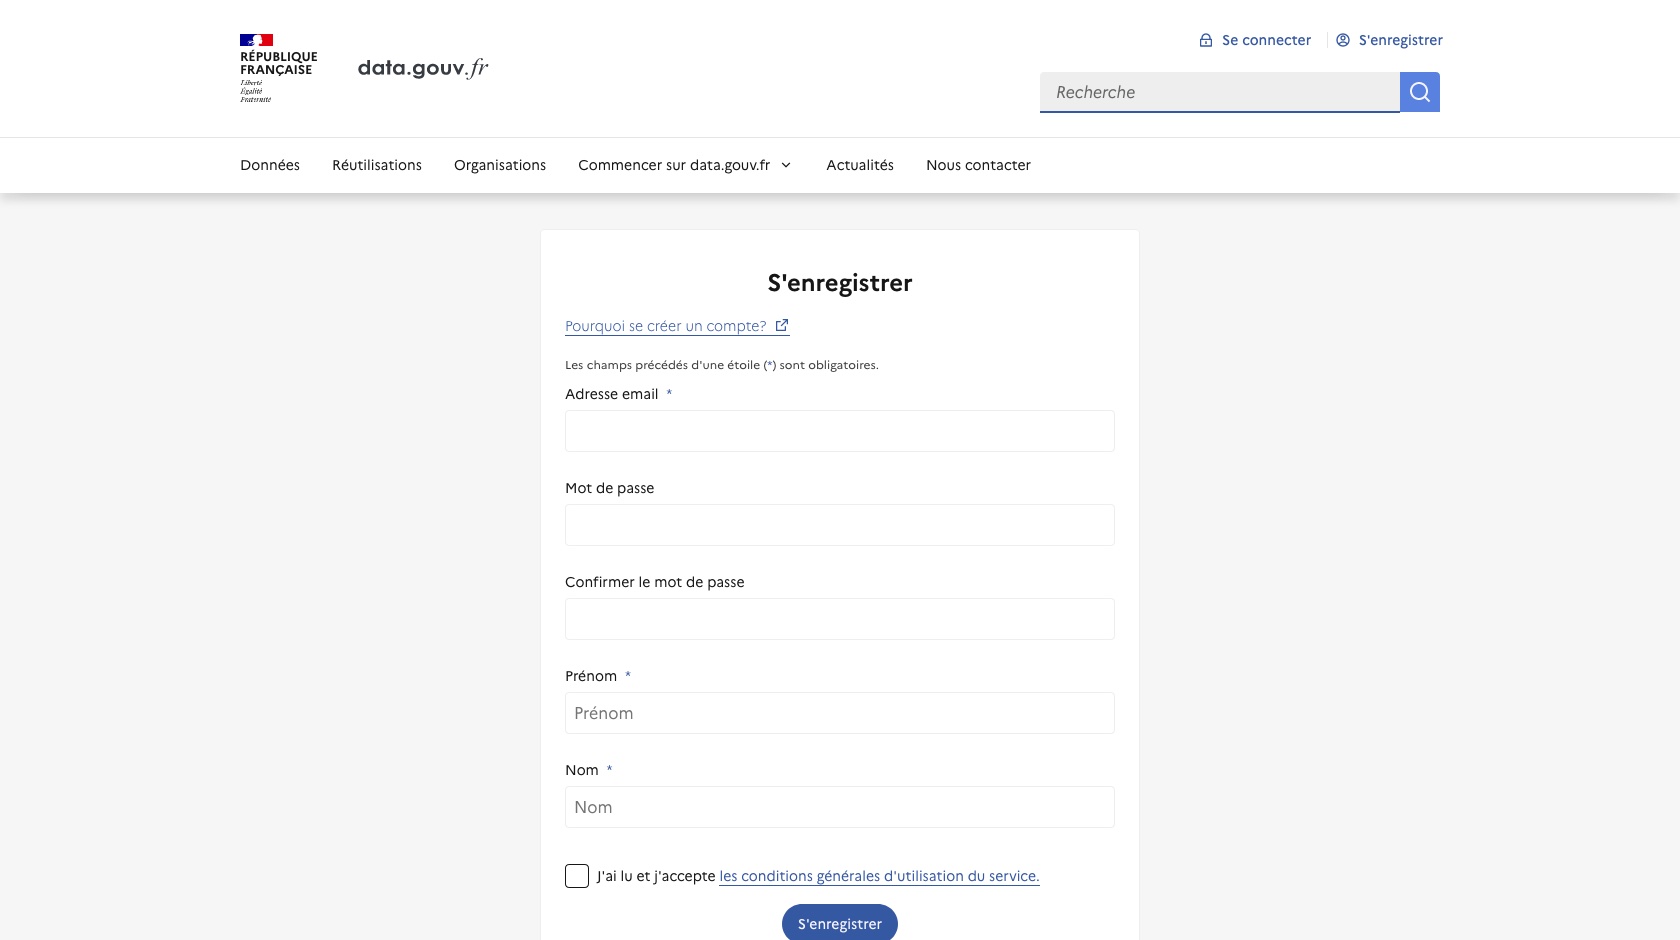 RÉPUBLIQUE
FRANÇAISE
Liberté
Égalité
Fraternité
data.gouv.fr
Se connecter
S'enregistrer
Recherche
Données
Réutilisations
Organisations
Commencer sur data.gouv.fr
Actualités
Nous contacter
S'enregistrer
Pourquoi se créer un compte?
Les champs précédés d'une étoile (*) sont obligatoires.
Adresse email *
Mot de passe
Confirmer le mot de passe
Prénom *
Prénom
Nom *
Nom
J'ai lu et j'accepte les conditions générales d'utilisation du service.
S'enregistrer